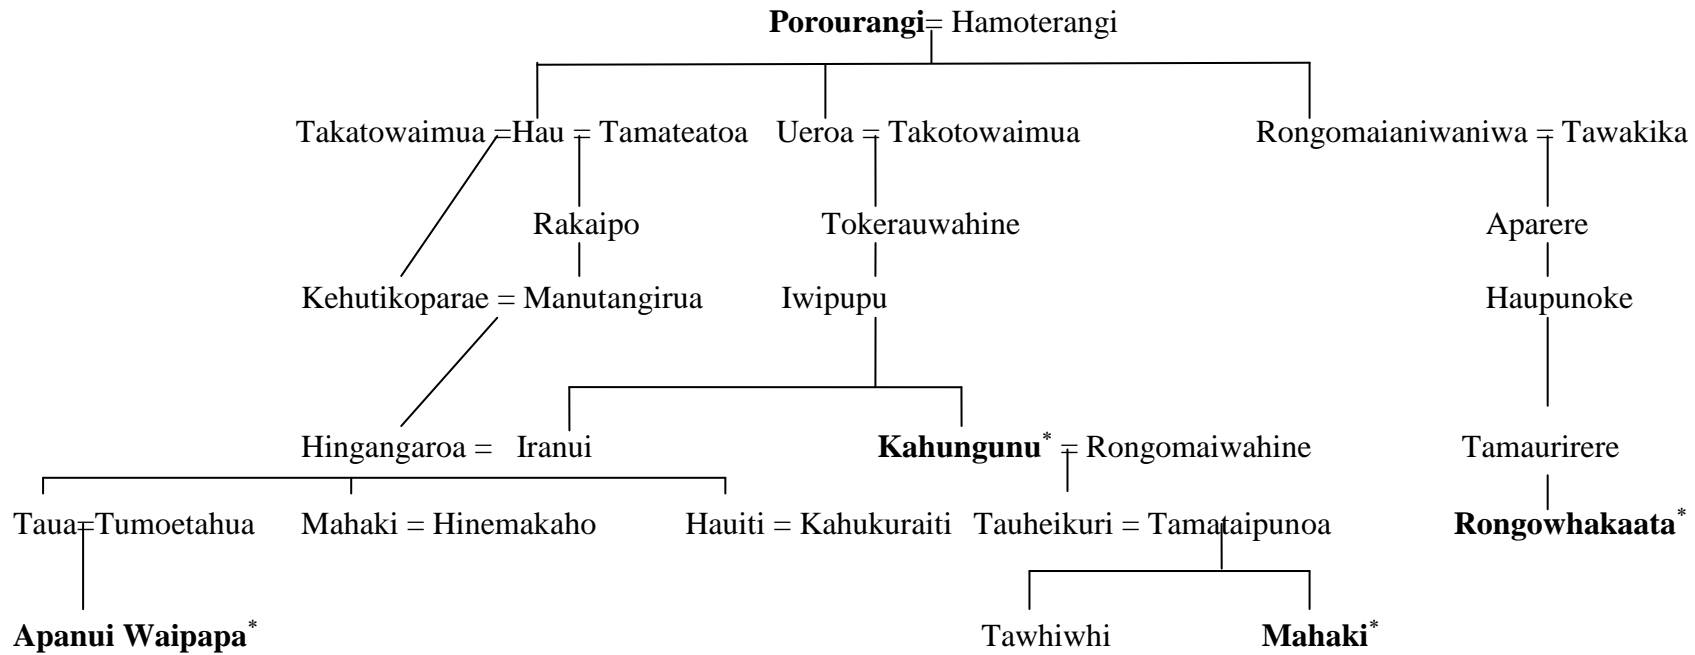 Porourangi= Hamoterangi
Takatowaimua =Hau = Tamateatoa Ueroa = Takotowaimua Rongomaianiwaniwa = Tawakika
Rakaipo Tokerauwahine Aparere
Kehutikoparae = Manutangirua Iwipupu Haupunoke
Hingangaroa = Iranui Kahungunu* = Rongomaiwahine Tamaurirere
Taua=Tumoetahua Mahaki = Hinemakaho Hauiti = Kahukuraiti Tauheikuri = Tamataipunoa Rongowhakaata*
Apanui Waipapa* Tawhiwhi Mahaki*